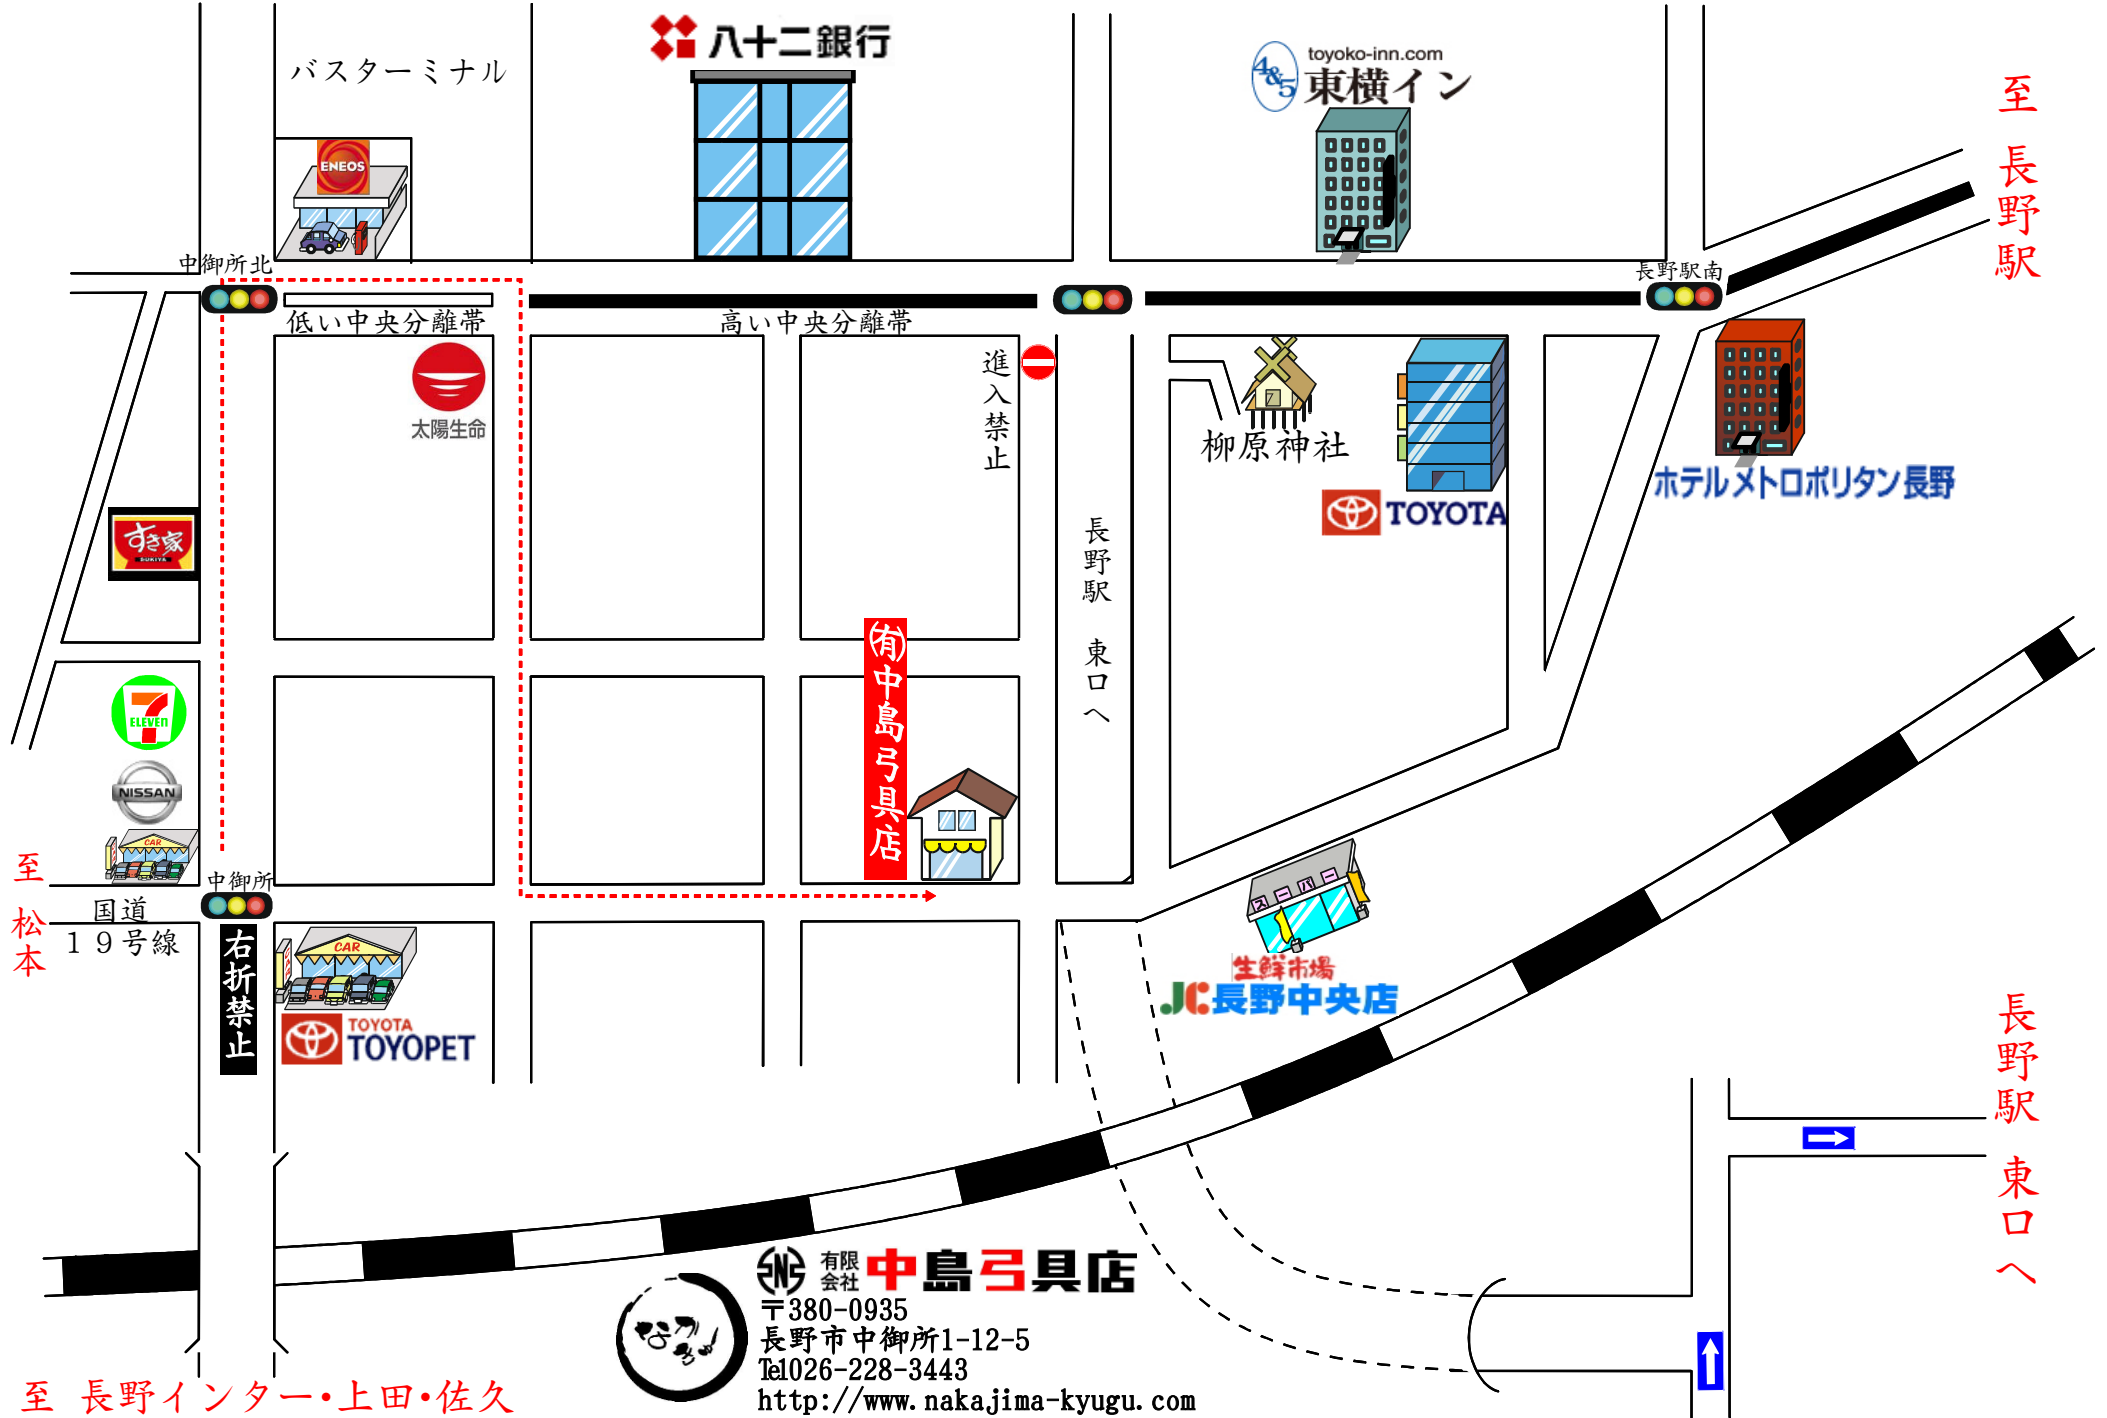 八十二銀行
toyoko-inn.com
4&5
東横イン
バスターミナル
ENEOS
至 長野駅
中御所北
長野駅南
低い中央分離帯
高い中央分離帯
太陽生命
進入禁止
柳原神社
TOYOTA
ホテルメトロポリタン長野
すき家
SUKIYA
長野駅 東口へ
㈲中島弓具店
7
ELEVEN
NISSAN
CAR
至 松本
中御所
国道
19号線
右折禁止
CAR
TOYOTA
TOYOPET
スーパー
生鮮市場
JC長野中央店
長野駅 東口へ
有限会社 中島弓具店
〒380-0935
長野市中御所1-12-5
℡026-228-3443
http://www.nakajima-kyugu.com
至 長野インター・上田・佐久